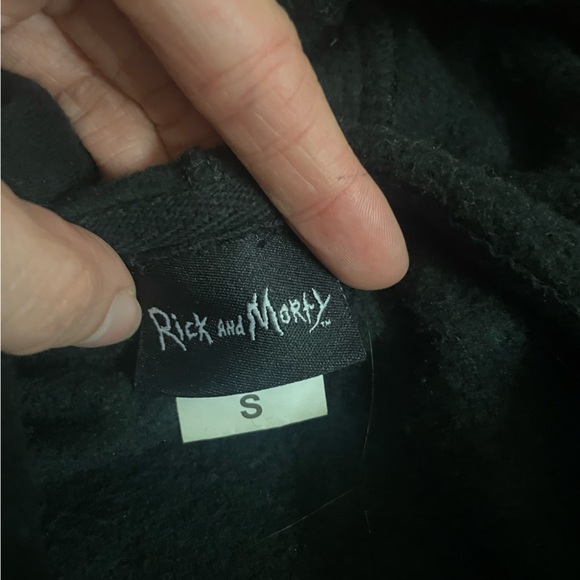 Rick and Morty™
S